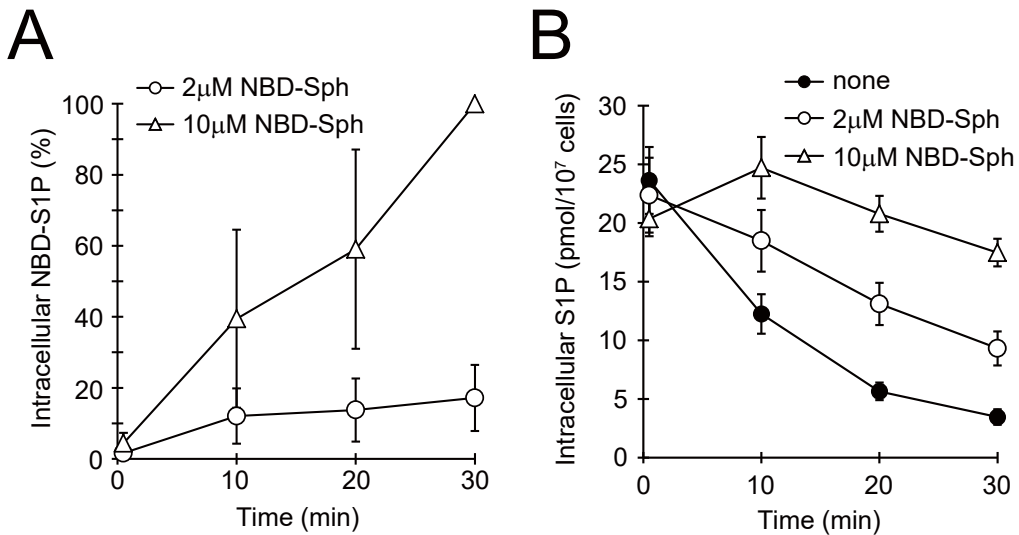 A
2μM NBD-Sph
10μM NBD-Sph
Intracellular NBD-S1P (%)
100
80
60
40
20
0
0 10 20 30
Time (min)
B
none
2μM NBD-Sph
10μM NBD-Sph
Intracellular S1P (pmol/10⁷ cells)
30
25
20
15
10
5
0
0 10 20 30
Time (min)